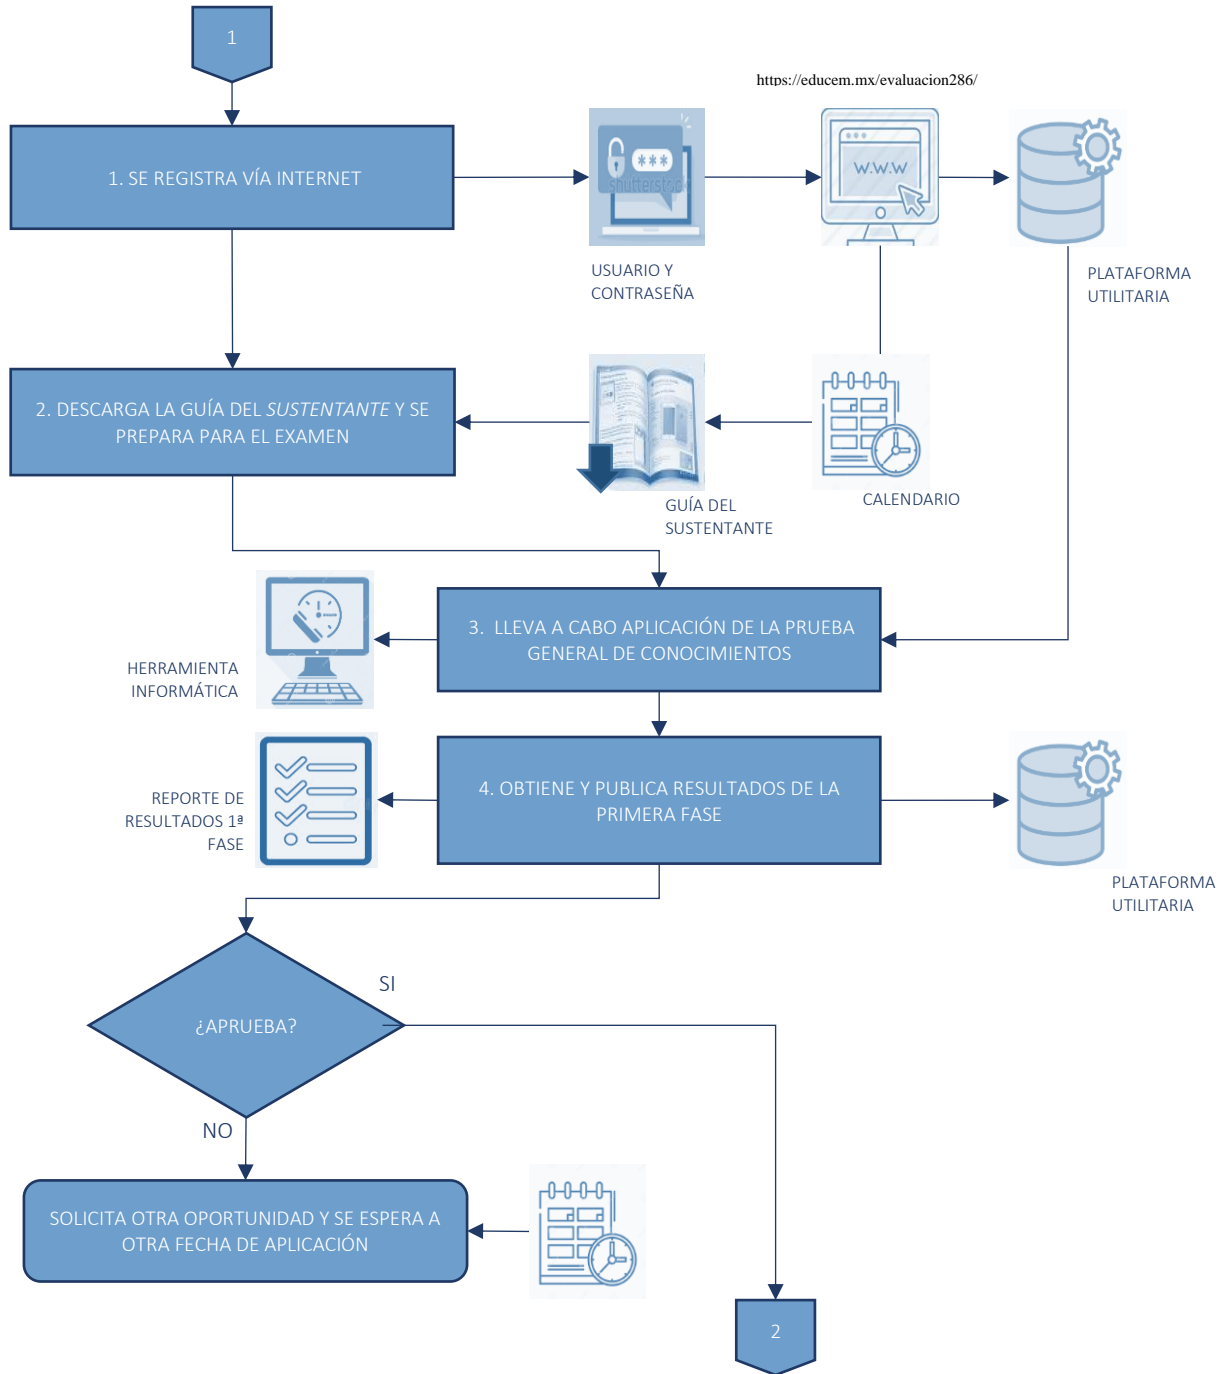 1
https://educem.mx/evaluacion286/
1. SE REGISTRA VÍA INTERNET
***
shutterstock
W.W.W
USUARIO Y
CONTRASEÑA
PLATAFORMA
UTILITARIA
2. DESCARGA LA GUÍA DEL SUSTENTANTE Y SE
PREPARA PARA EL EXAMEN
GUÍA DEL
SUSTENTANTE
CALENDARIO
3. LLEVA A CABO APLICACIÓN DE LA PRUEBA
GENERAL DE CONOCIMIENTOS
HERRAMIENTA
INFORMÁTICA
4. OBTIENE Y PUBLICA RESULTADOS DE LA
PRIMERA FASE
REPORTE DE
RESULTADOS 1ª
FASE
PLATAFORMA
UTILITARIA
SI
¿APRUEBA?
NO
SOLICITA OTRA OPORTUNIDAD Y SE ESPERA A
OTRA FECHA DE APLICACIÓN
2